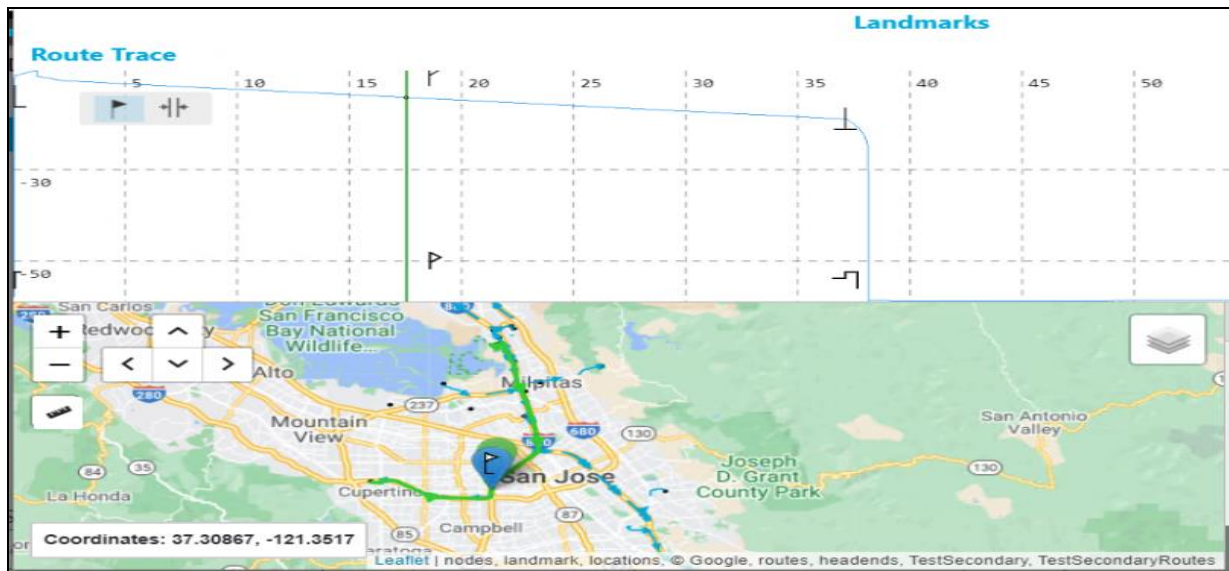 Landmarks
Route Trace
5 10 15 20 25 30 35 40 45 50
-30
-50
San Carlos
Don Edwards
San Francisco
Bay National
Wildlife...
+
-
Alto
Milpitas
280
237
Mountain
View
680
130
San Antonio
Valley
84
35
Joseph
D. Grant
County Park
130
San Jose
La Honda
Cupertino
87
85
Campbell
Coordinates: 37.30867, -121.3517
Leaflet | nodes, landmark, locations, © Google, routes, headends, TestSecondary, TestSecondaryRoutes